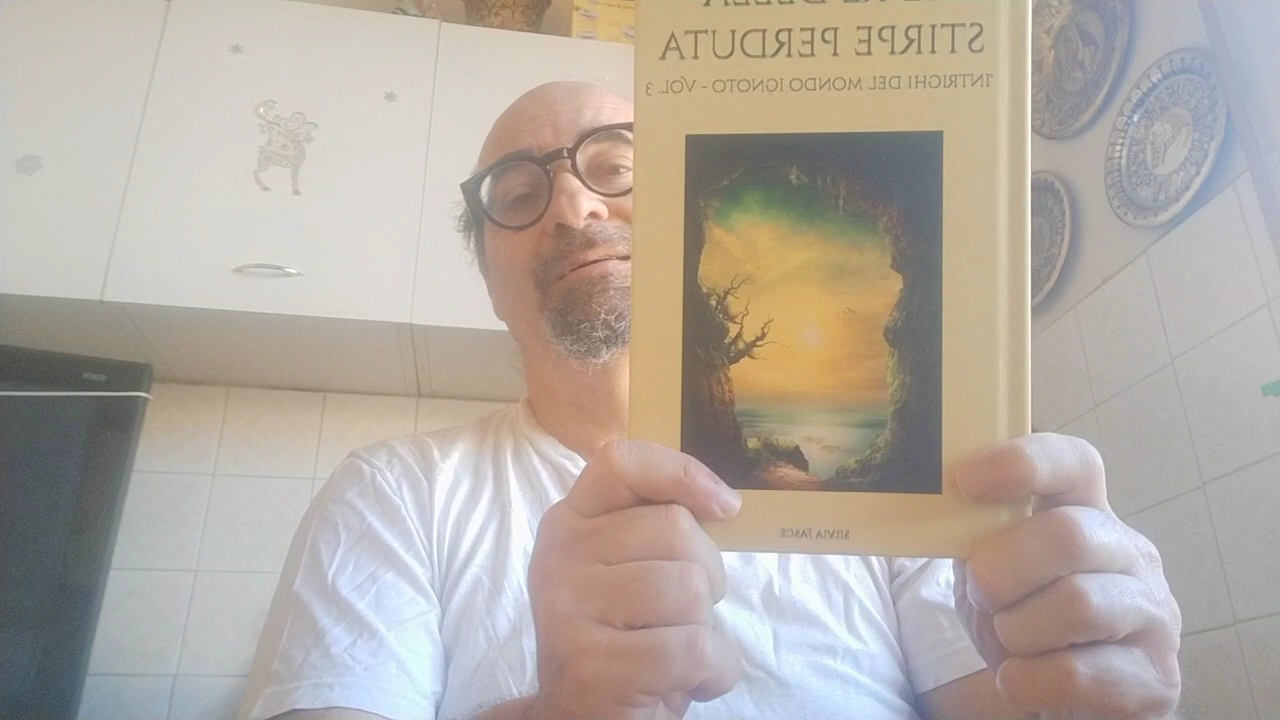 STIRPE PERDUTA
INTRIGHI DEL MONDO IGNOTO - VOL. 3
SILVIA FASCE